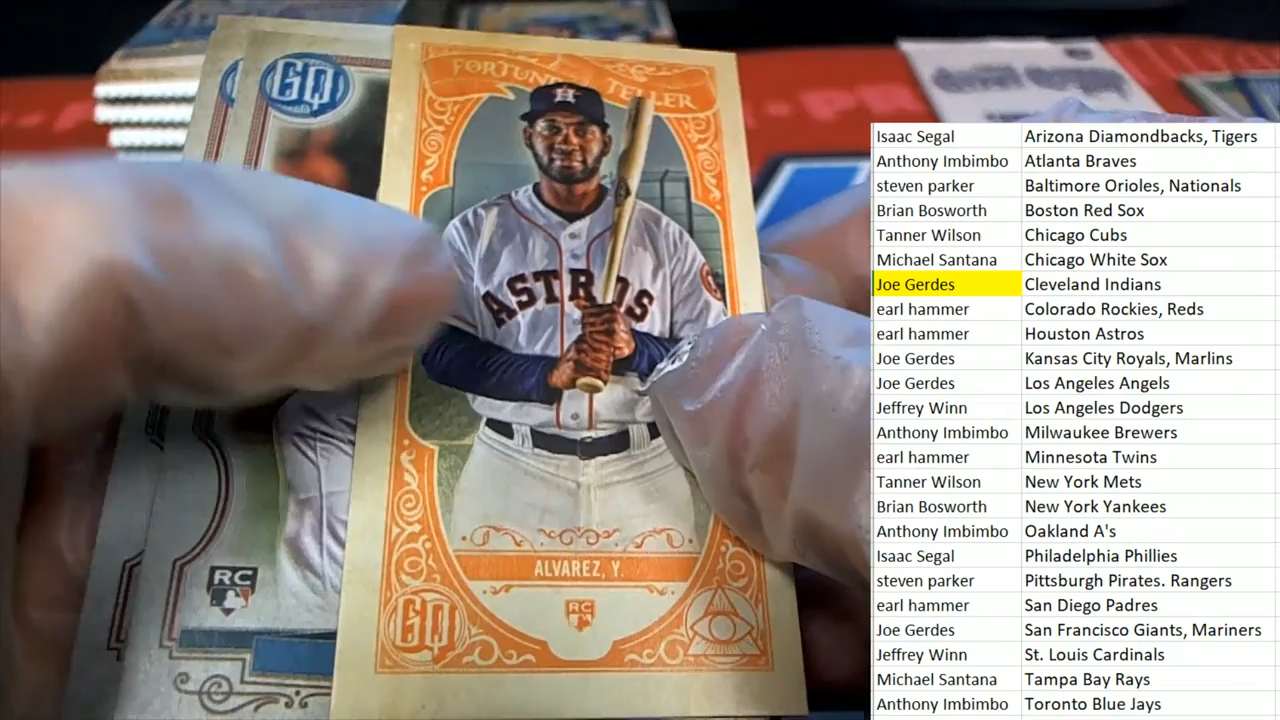 GQ
FORTUNE TELLER
H
ASTROS
ALVAREZ, Y.
GQ
RC
RC
Isaac Segal Arizona Diamondbacks, Tigers
Anthony Imbimbo Atlanta Braves
steven parker Baltimore Orioles, Nationals
Brian Bosworth Boston Red Sox
Tanner Wilson Chicago Cubs
Michael Santana Chicago White Sox
Joe Gerdes Cleveland Indians
earl hammer Colorado Rockies, Reds
earl hammer Houston Astros
Joe Gerdes Kansas City Royals, Marlins
Joe Gerdes Los Angeles Angels
Jeffrey Winn Los Angeles Dodgers
Anthony Imbimbo Milwaukee Brewers
earl hammer Minnesota Twins
Tanner Wilson New York Mets
Brian Bosworth New York Yankees
Anthony Imbimbo Oakland A's
Isaac Segal Philadelphia Phillies
steven parker Pittsburgh Pirates. Rangers
earl hammer San Diego Padres
Joe Gerdes San Francisco Giants, Mariners
Jeffrey Winn St. Louis Cardinals
Michael Santana Tampa Bay Rays
Anthony Imbimbo Toronto Blue Jays